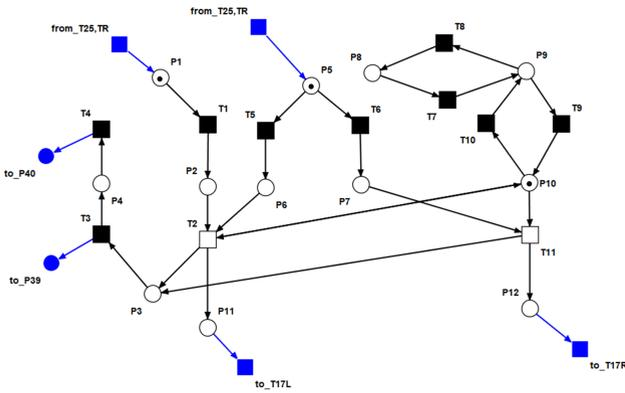 from_T25,TR
from_T25,TR
T8
P1
P5
P8
P9
T7
T4
T1
T5
T6
T10
T9
to_P40
P2
P6
P7
P10
P4
T3
T2
T11
to_P39
P3
P11
P12
to_T17L
to_T17R